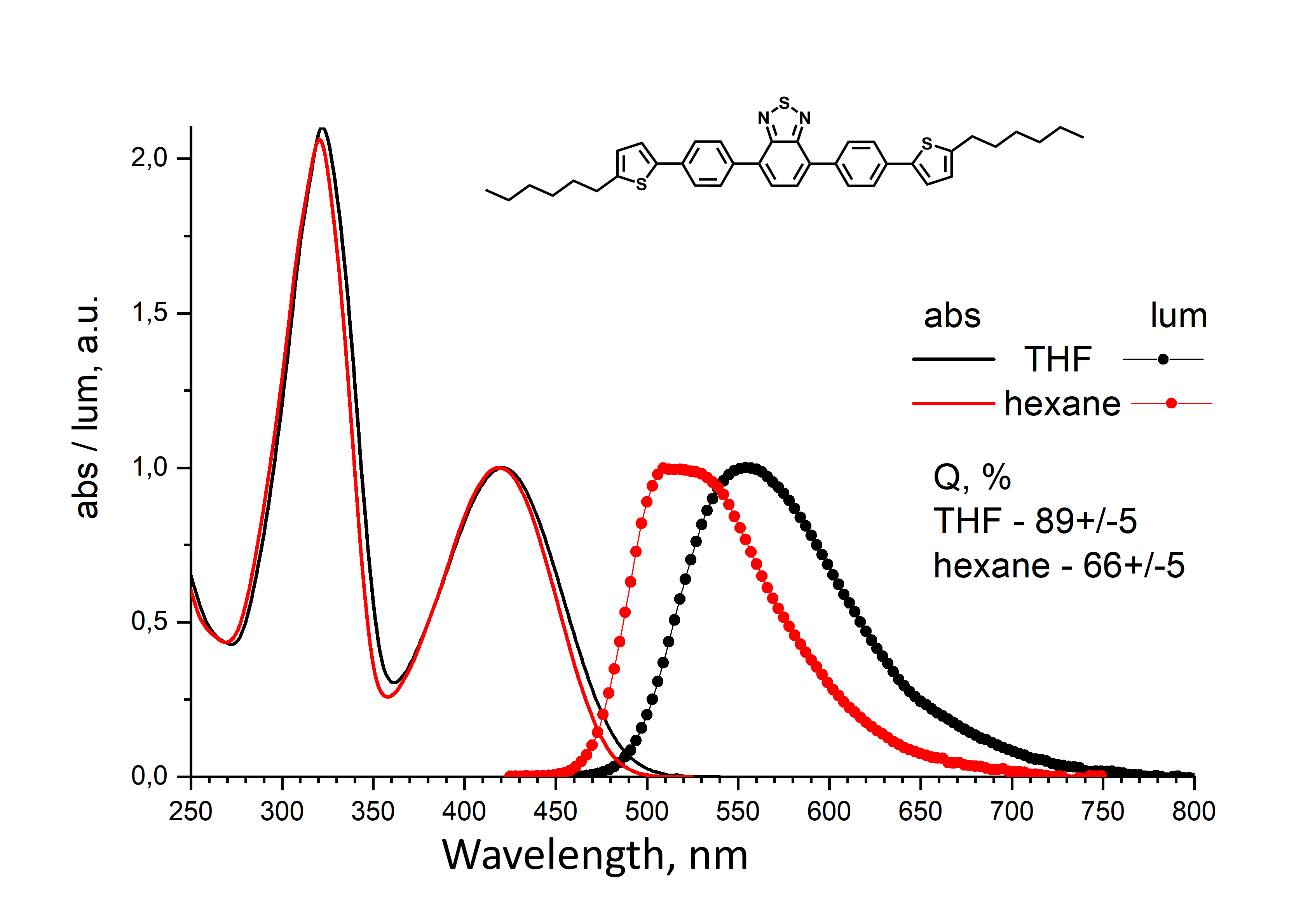 S
N N
S
S
abs lum
THF
hexane
Q, %
THF - 89+/-5
hexane - 66+/-5
abs / lum, a.u.
2,0
1,5
1,0
0,5
0,0
250 300 350 400 450 500 550 600 650 700 750 800
Wavelength, nm